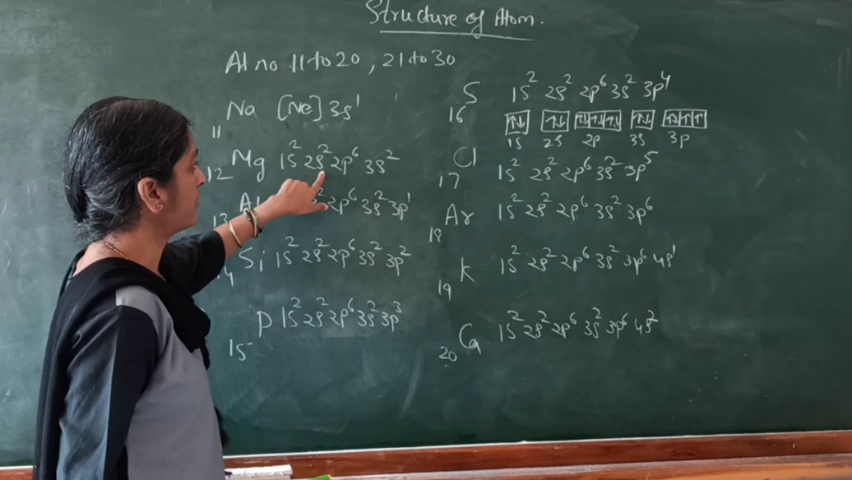 Structure of Atom.
At no 11 to 20 , 21 to 30
11 Na [Ne] 3s¹
12 Mg 1s² 2s² 2p⁶ 3s²
13 Al 2p⁶ 3s² 3p¹
Si 1s² 2s² 2p⁶ 3s² 3p²
15 P 1s² 2s² 2p⁶ 3s² 3p³
16 S 1s² 2s² 2p⁶ 3s² 3p⁴
1s 2s 2p 3s 3p
17 Cl 1s² 2s² 2p⁶ 3s² 3p⁵
18 Ar 1s² 2s² 2p⁶ 3s² 3p⁶
19 K 1s² 2s² 2p⁶ 3s² 3p⁶ 4s¹
20 Ca 1s² 2s² 2p⁶ 3s² 3p⁶ 4s²